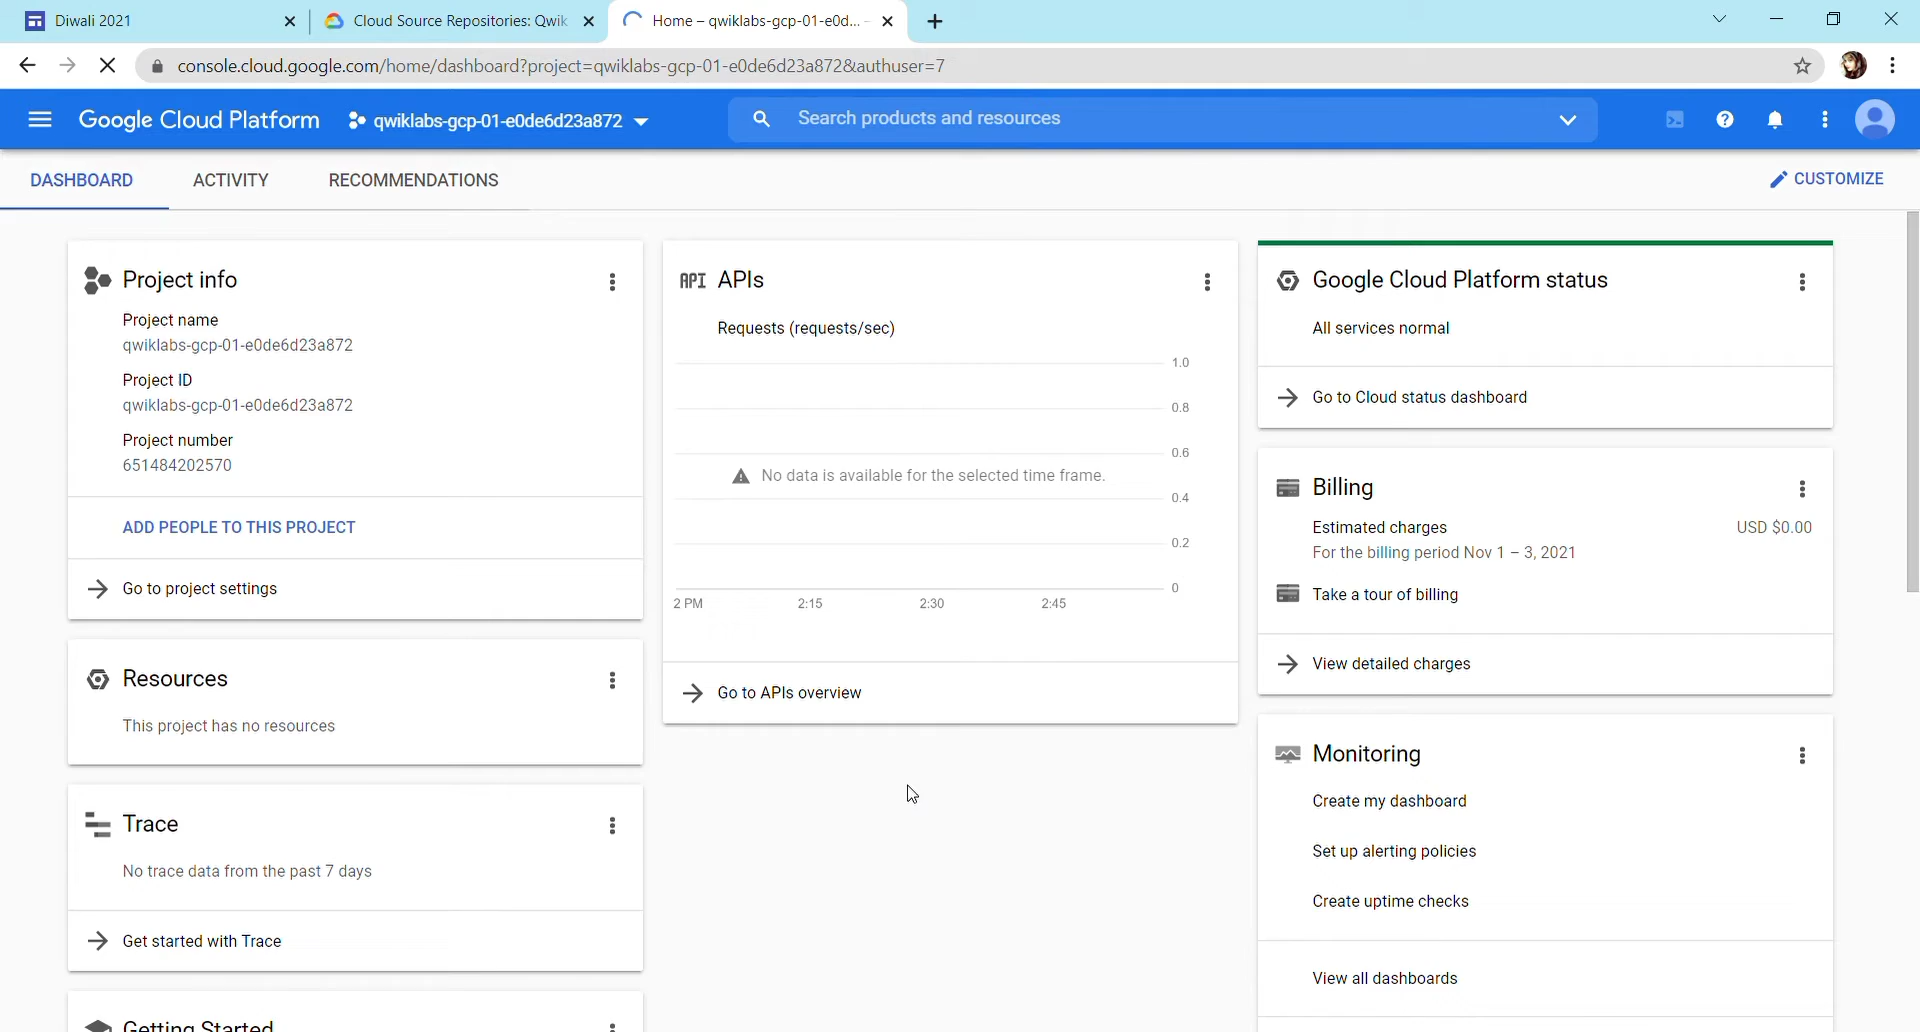 Diwali 2021
Cloud Source Repositories: Qwik
Home – qwiklabs-gcp-01-e0d...
console.cloud.google.com/home/dashboard?project=qwiklabs-gcp-01-e0de6d23a872&authuser=7
Google Cloud Platform
qwiklabs-gcp-01-e0de6d23a872
Search products and resources
DASHBOARD
ACTIVITY
RECOMMENDATIONS
CUSTOMIZE
Project info
Project name
qwiklabs-gcp-01-e0de6d23a872
Project ID
qwiklabs-gcp-01-e0de6d23a872
Project number
651484202570
ADD PEOPLE TO THIS PROJECT
Go to project settings
Resources
This project has no resources
Trace
No trace data from the past 7 days
Get started with Trace
Getting Started
API APIs
Requests (requests/sec)
1.0
0.8
0.6
No data is available for the selected time frame.
0.4
0.2
0
2 PM 2:15 2:30 2:45
Go to APIs overview
Google Cloud Platform status
All services normal
Go to Cloud status dashboard
Billing
Estimated charges USD $0.00
For the billing period Nov 1 – 3, 2021
Take a tour of billing
View detailed charges
Monitoring
Create my dashboard
Set up alerting policies
Create uptime checks
View all dashboards